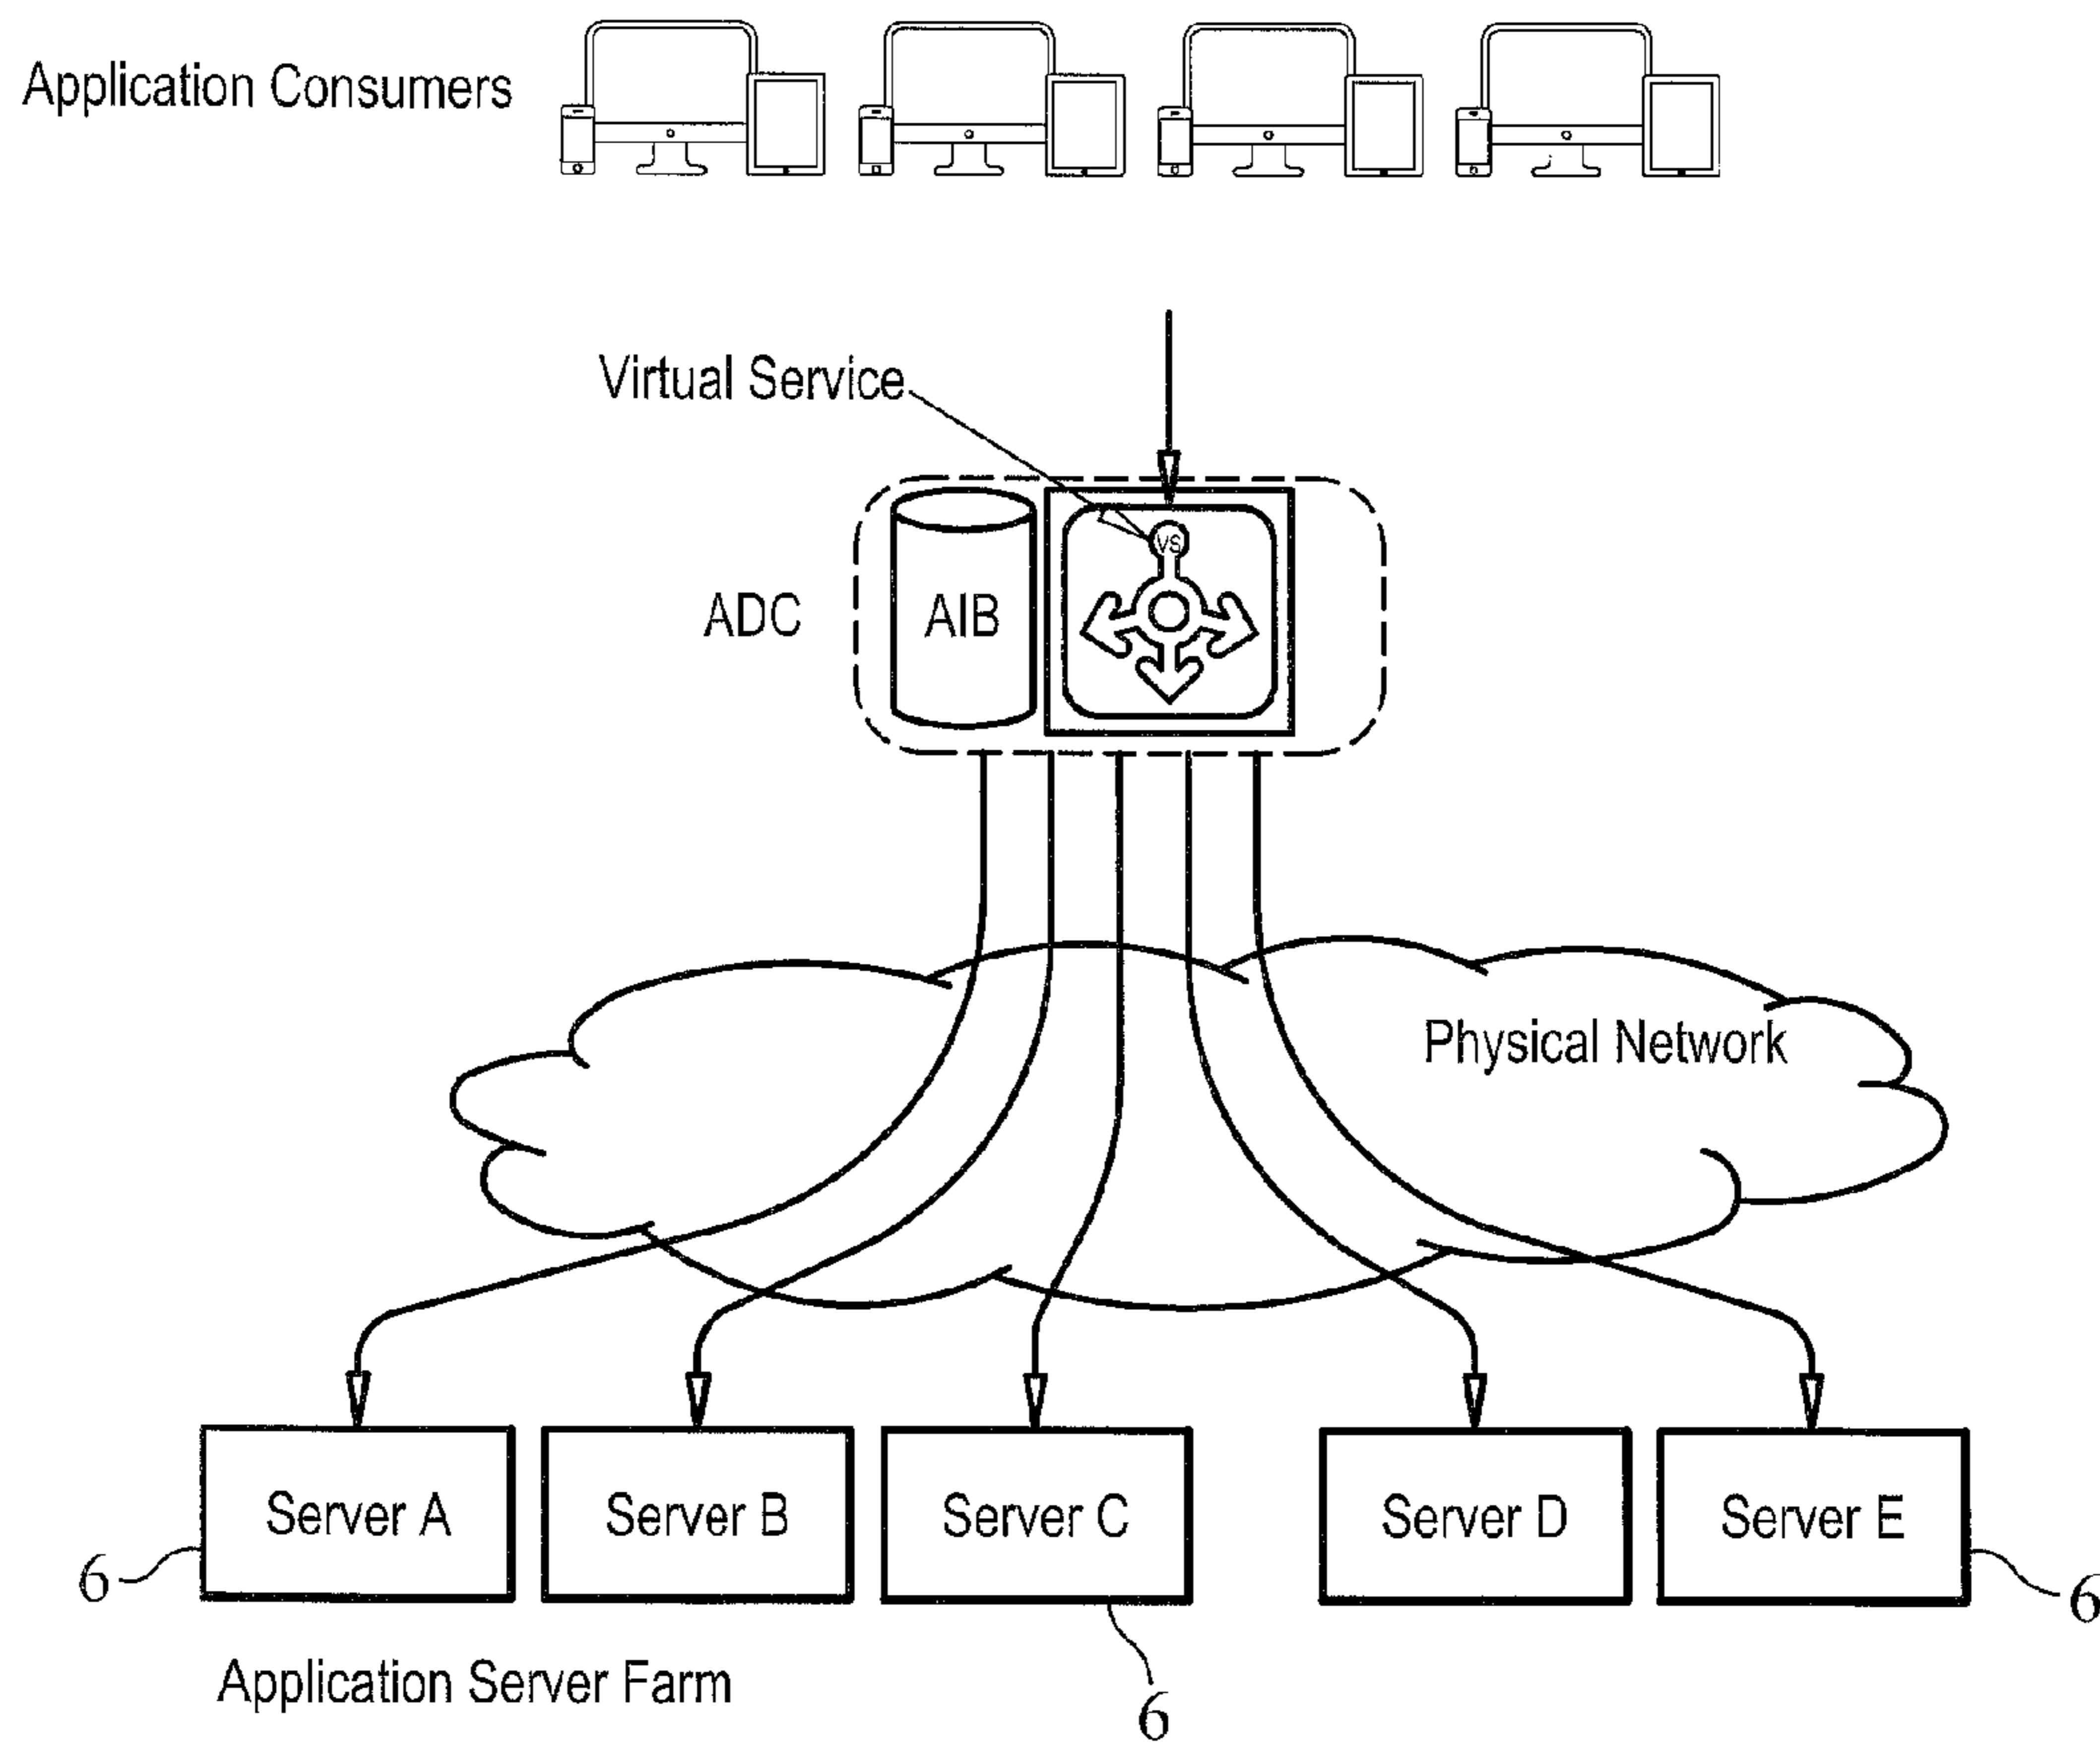 Application Consumers
Virtual Service
VS
ADC
AIB
Physical Network
Server A
Server B
Server C
Server D
Server E
6
6
6
Application Server Farm